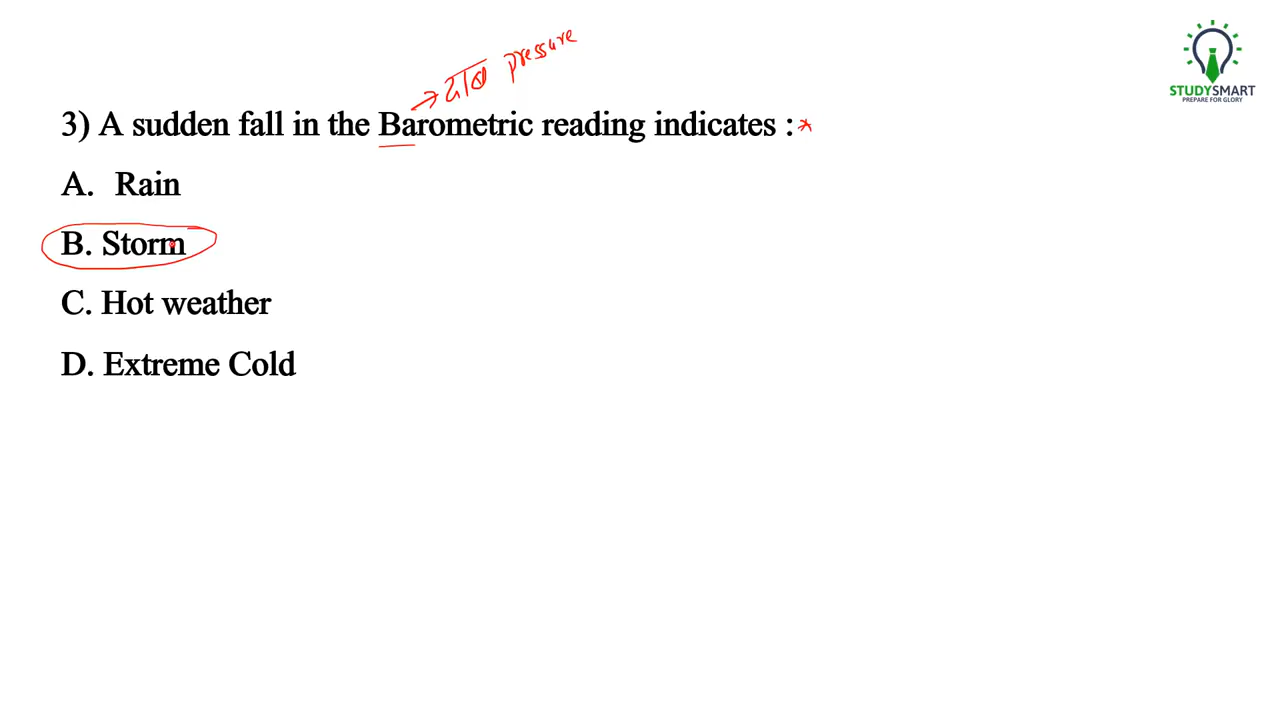 दाब pressure
STUDYSMART
PREPARE FOR GLORY
3) A sudden fall in the Barometric reading indicates :*
A. Rain
B. Storm
C. Hot weather
D. Extreme Cold